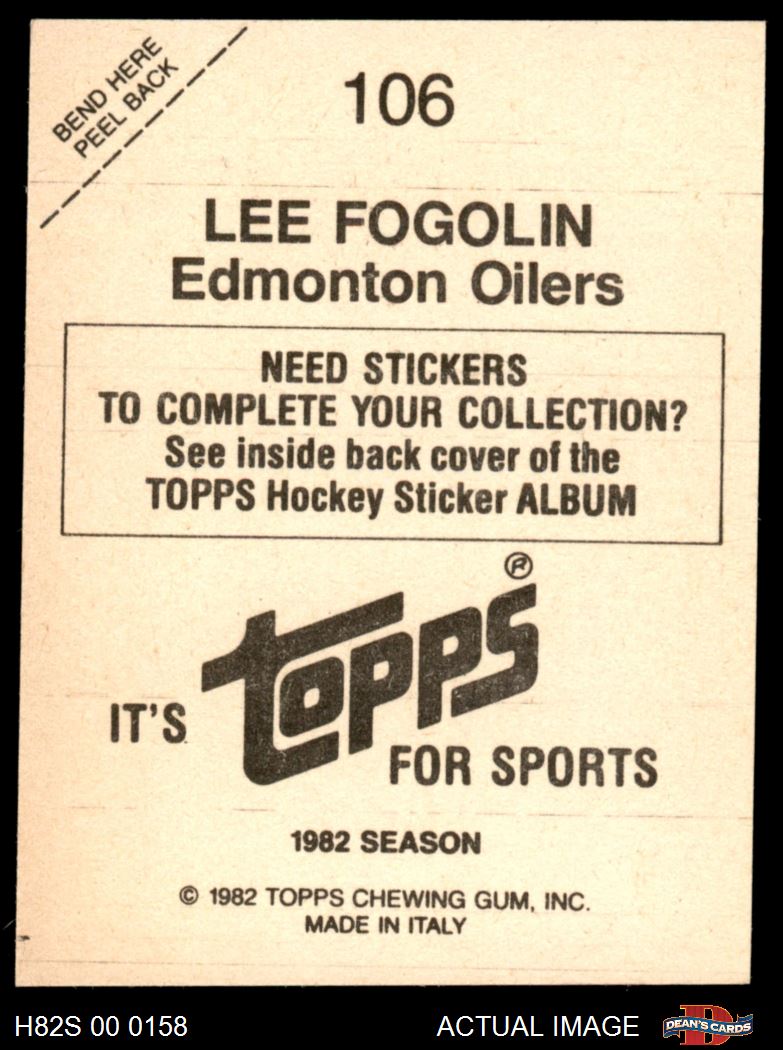 BEND HERE
PEEL BACK
106
LEE FOGOLIN
Edmonton Oilers
NEED STICKERS
TO COMPLETE YOUR COLLECTION?
See inside back cover of the
TOPPS Hockey Sticker ALBUM
®
IT'S topps FOR SPORTS
1982 SEASON
© 1982 TOPPS CHEWING GUM, INC.
MADE IN ITALY
H82S 00 0158 ACTUAL IMAGE D DEAN'S CARDS